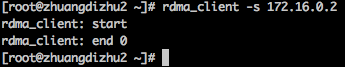 [root@zhuangdizhu2 ~]# rdma_client -s 172.16.0.2
rdma_client: start
rdma_client: end 0
[root@zhuangdizhu2 ~]#